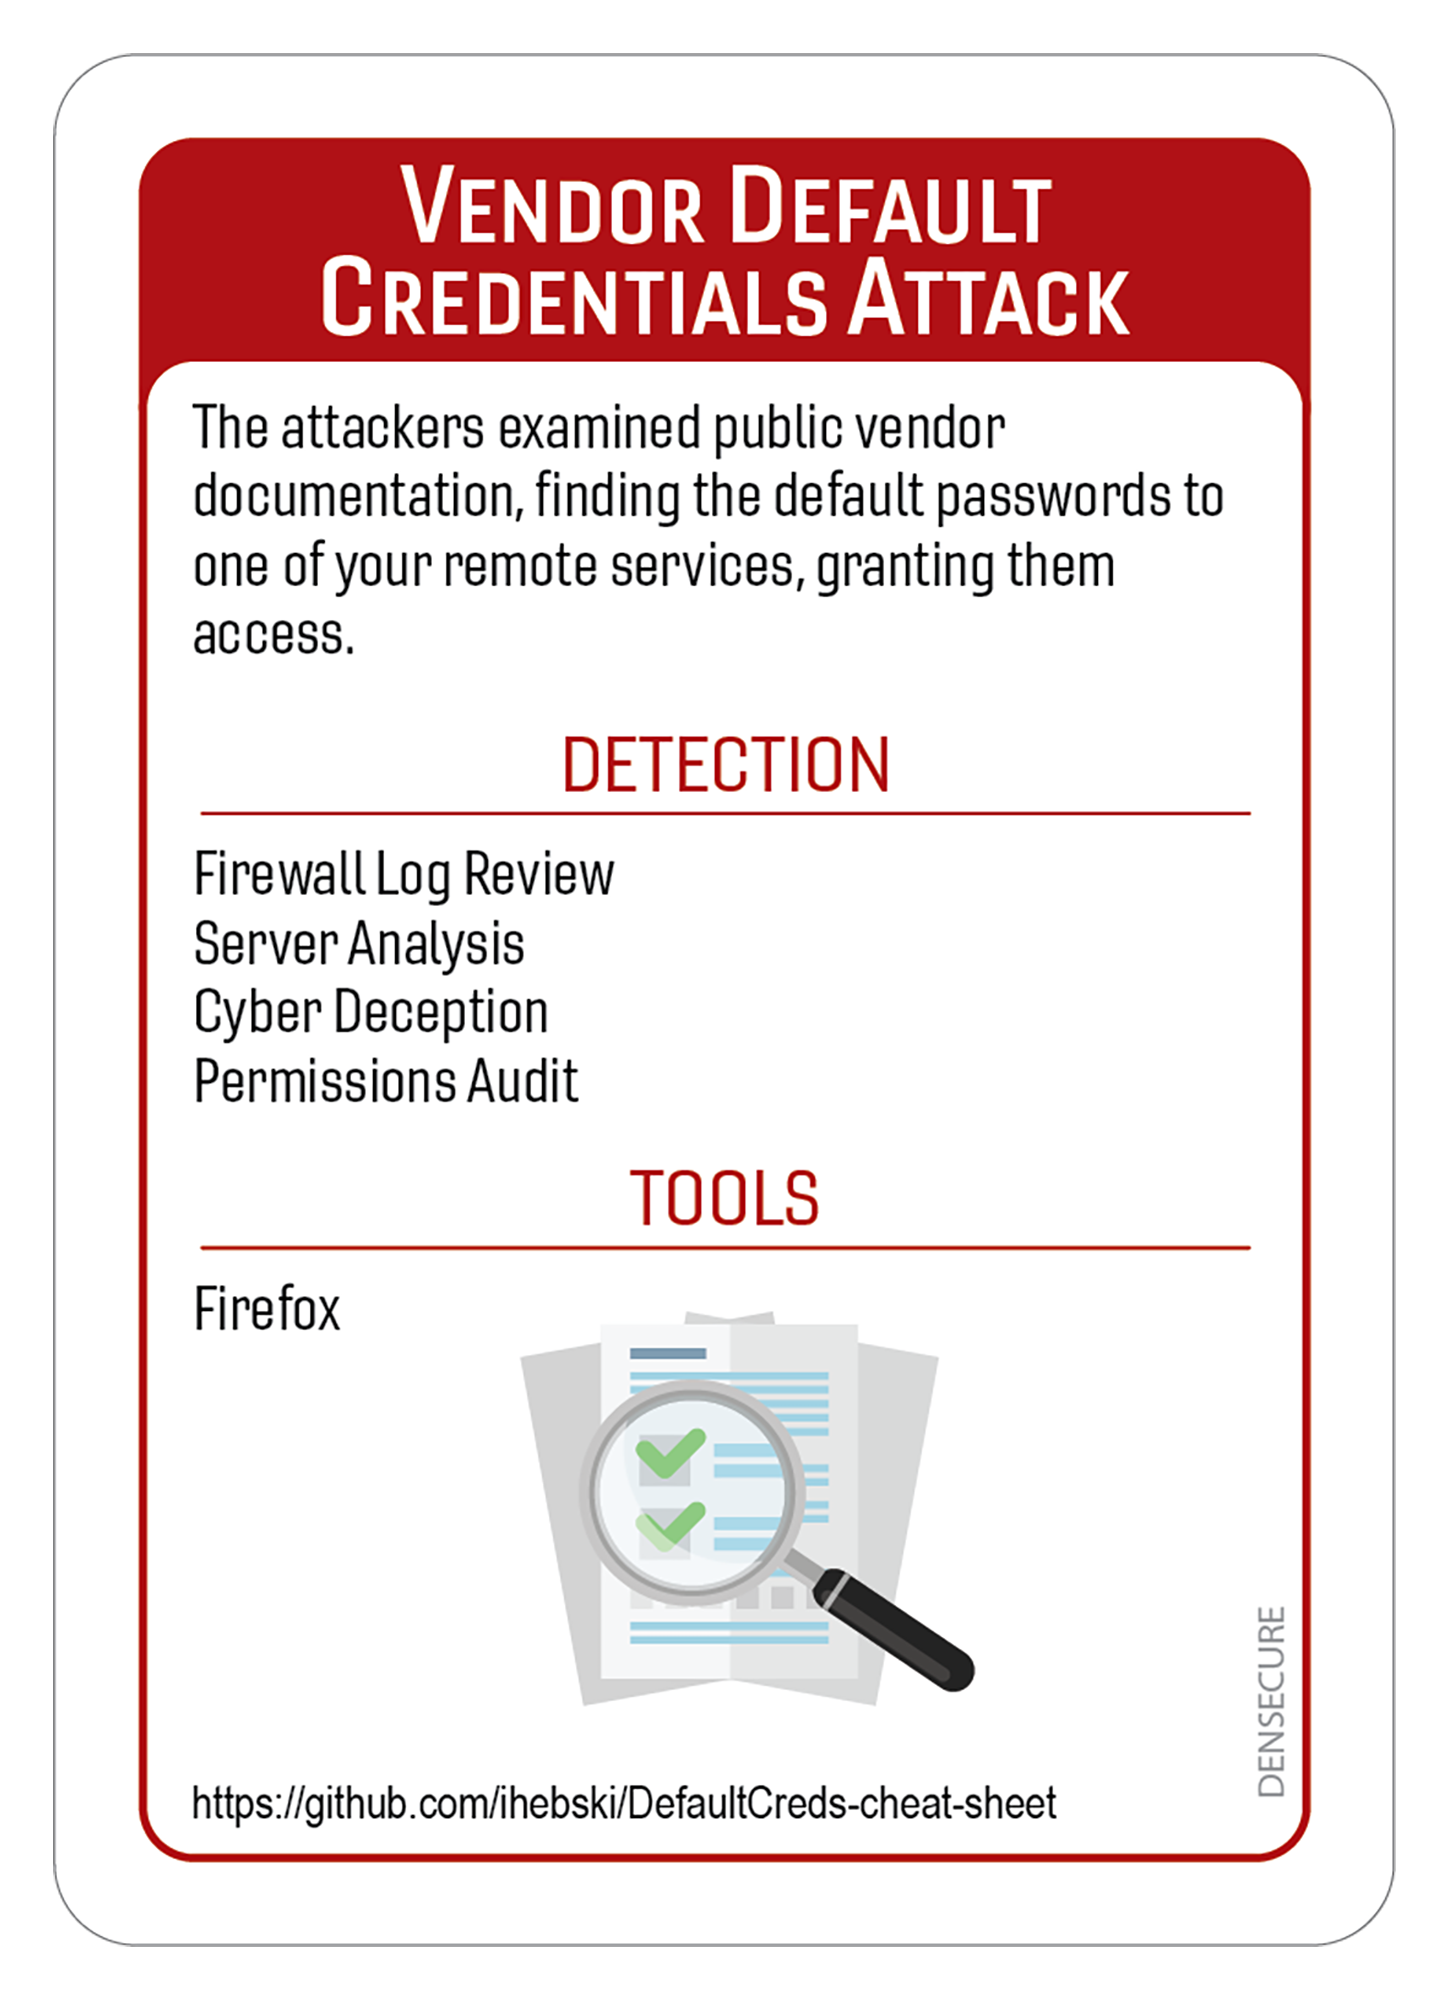 Vendor Default
Credentials Attack
The attackers examined public vendor
documentation, finding the default passwords to
one of your remote services, granting them
access.
DETECTION
Firewall Log Review
Server Analysis
Cyber Deception
Permissions Audit
TOOLS
Firefox
DENSECURE
https://github.com/ihebski/DefaultCreds-cheat-sheet